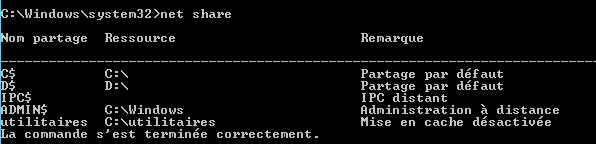 C:\Windows\system32>net share
Nom partage Ressource Remarque
-------------------------------------------------------------------------------
C$ C:\ Partage par défaut
D$ D:\ Partage par défaut
IPC$ IPC distant
ADMIN$ C:\Windows Administration à distance
utilitaires C:\utilitaires Mise en cache désactivée
La commande s'est terminée correctement.